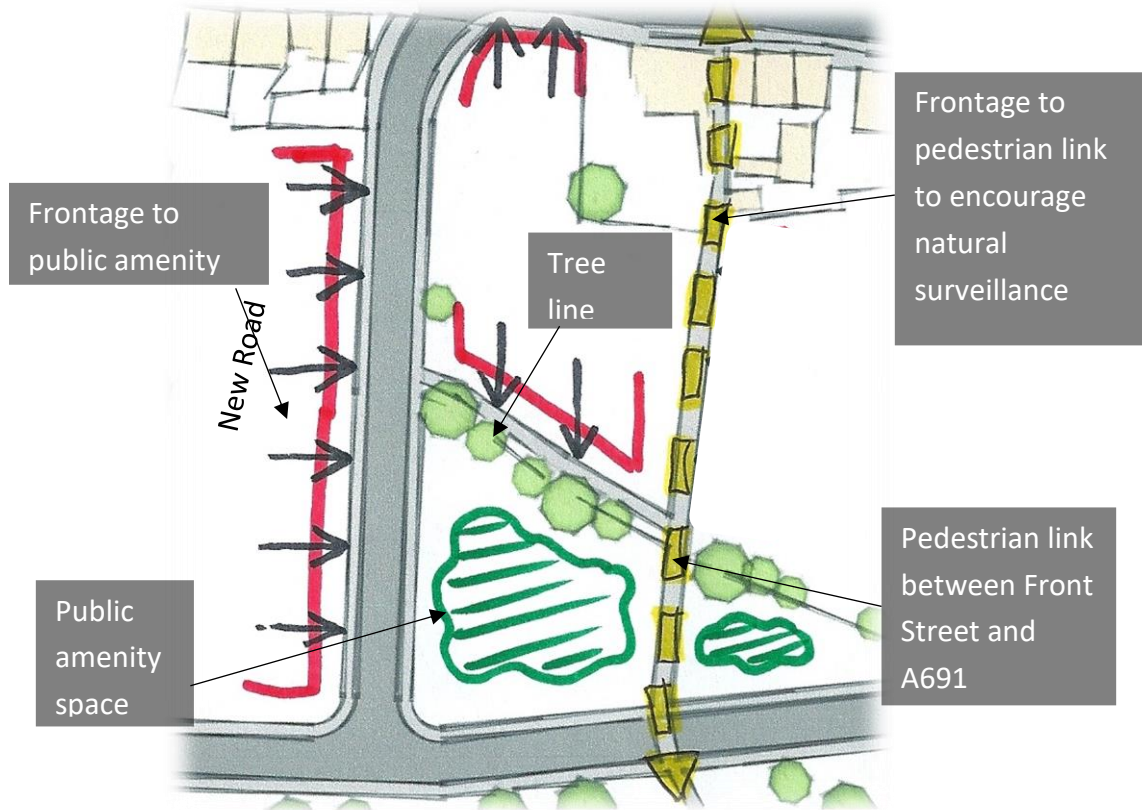 Frontage to
pedestrian link
to encourage
natural
surveillance
Frontage to
public amenity
New Road
Tree
line
Pedestrian link
between Front
Street and
A691
Public
amenity
space